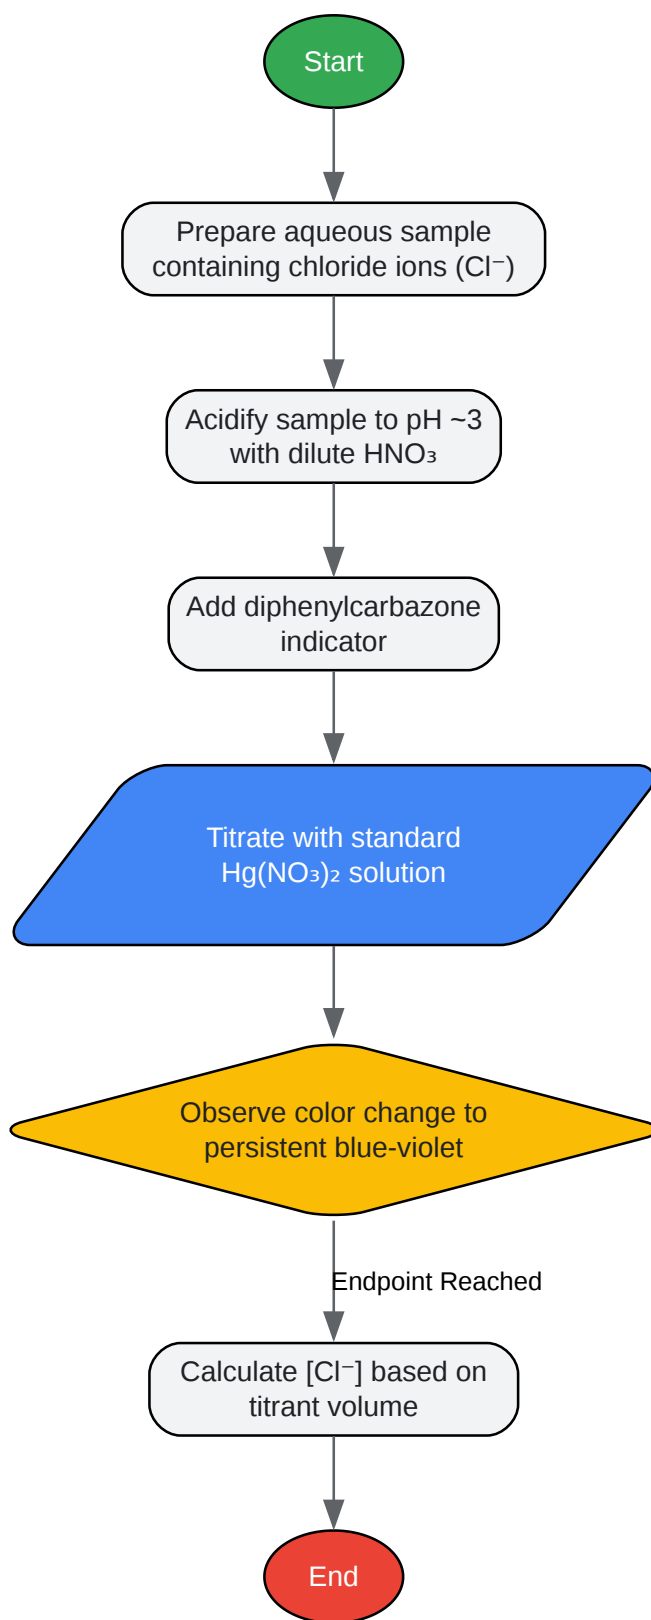 Start
Prepare aqueous sample
containing chloride ions (Cl⁻)
Acidify sample to pH ~3
with dilute HNO₃
Add diphenylcarbazone
indicator
Titrate with standard
Hg(NO₃)₂ solution
Observe color change to
persistent blue-violet
Endpoint Reached
Calculate [Cl⁻] based on
titrant volume
End